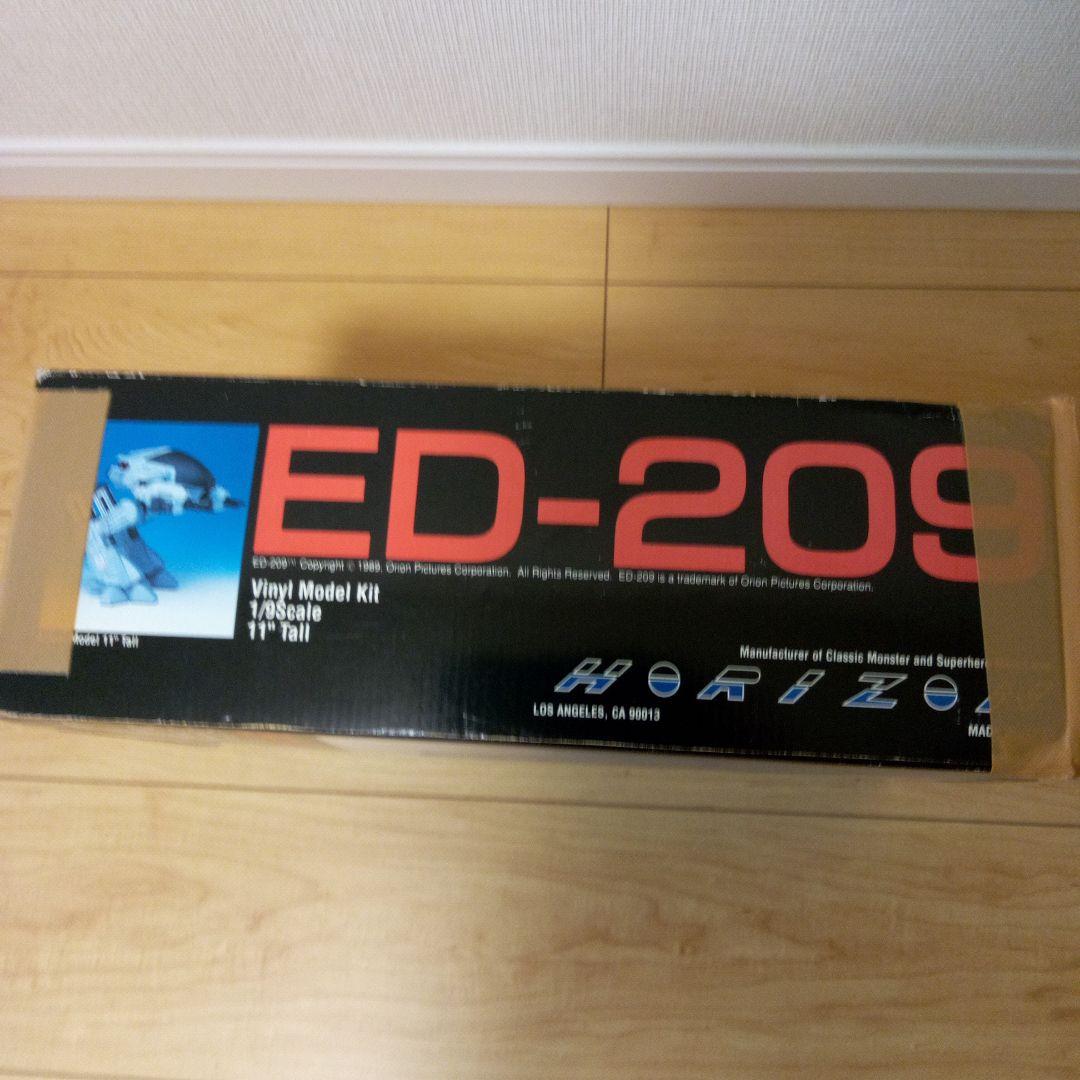 ED-209
ED-209™ Copyright © 1989, Orion Pictures Corporation. All Rights Reserved. ED-209 is a trademark of Orion Pictures Corporation.
Vinyl Model Kit
1/9Scale
11" Tall
Model 11" Tall
Manufacturer of Classic Monster and Superhero
HORIZO
LOS ANGELES, CA 90013
MAD